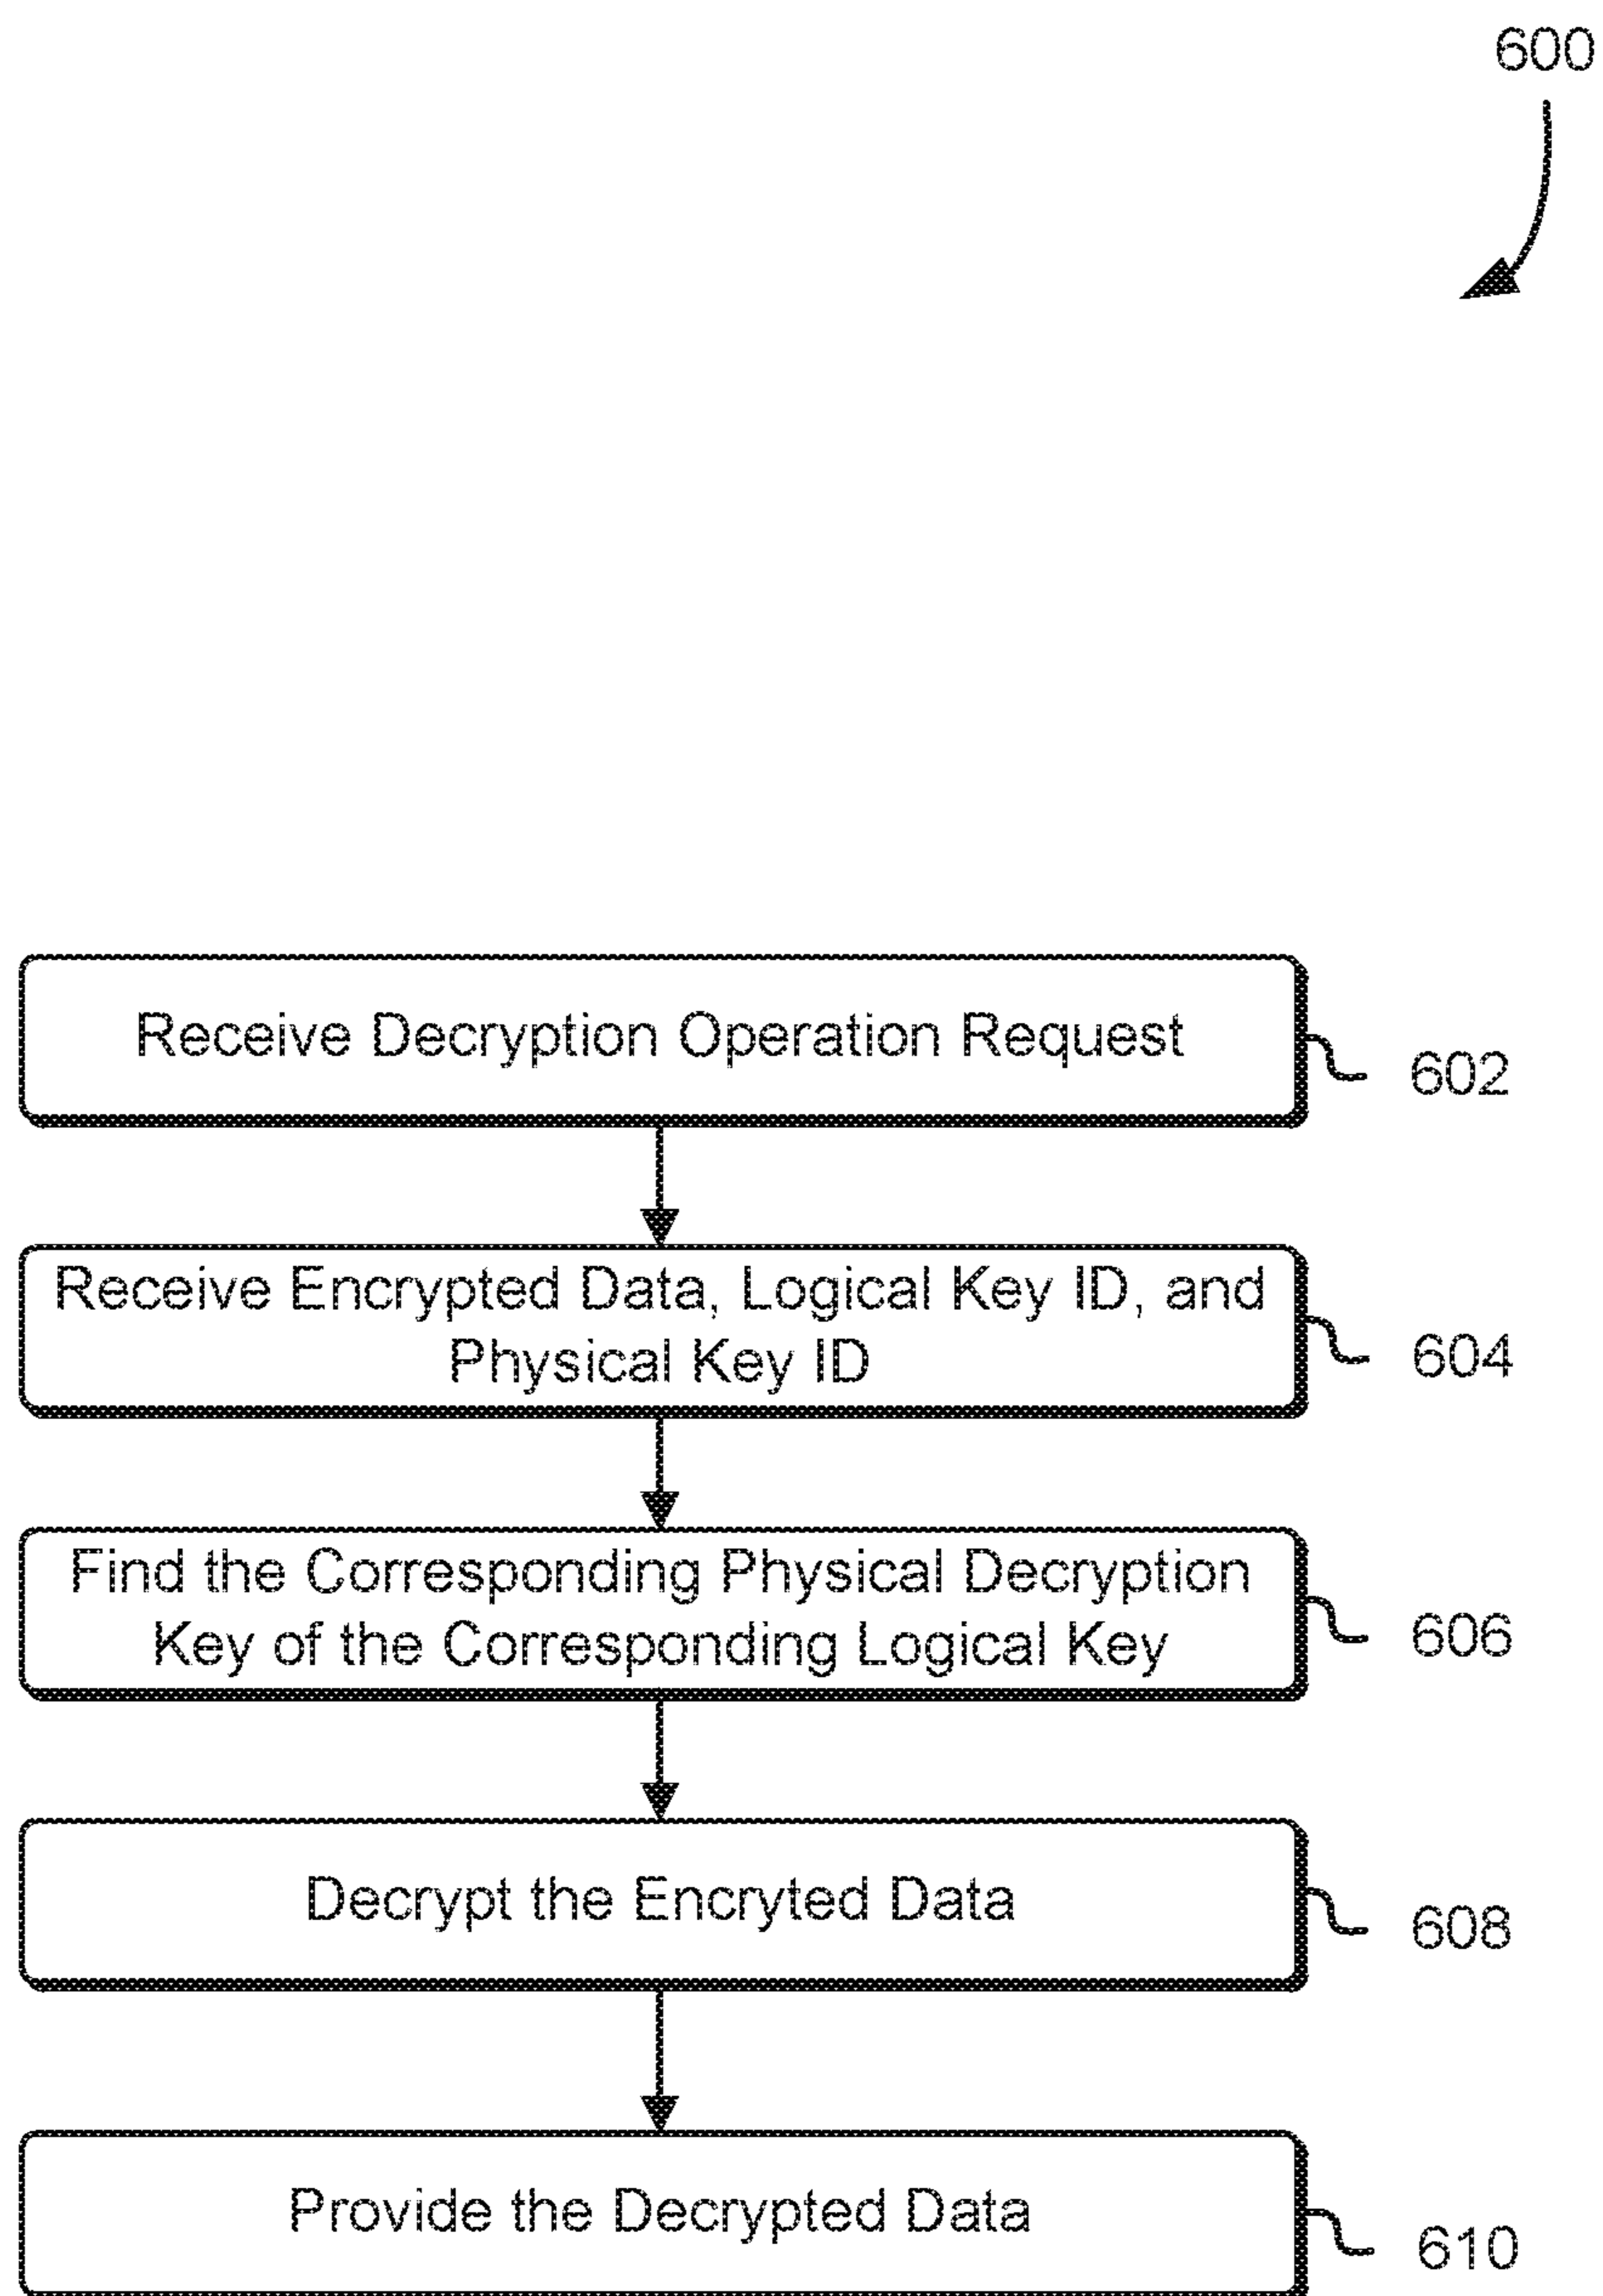 600
Receive Decryption Operation Request
602
Receive Encrypted Data, Logical Key ID, and
Physical Key ID
604
Find the Corresponding Physical Decryption
Key of the Corresponding Logical Key
606
Decrypt the Encryted Data
608
Provide the Decrypted Data
610